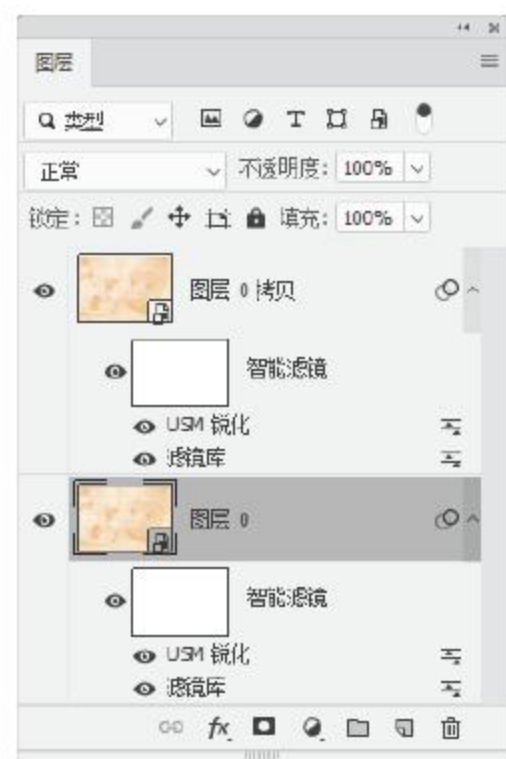 图层
类型
正常 不透明度: 100%
锁定: 填充: 100%
图层 0 拷贝
智能滤镜
USM 锐化
滤镜库
图层 0
智能滤镜
USM 锐化
滤镜库
fx